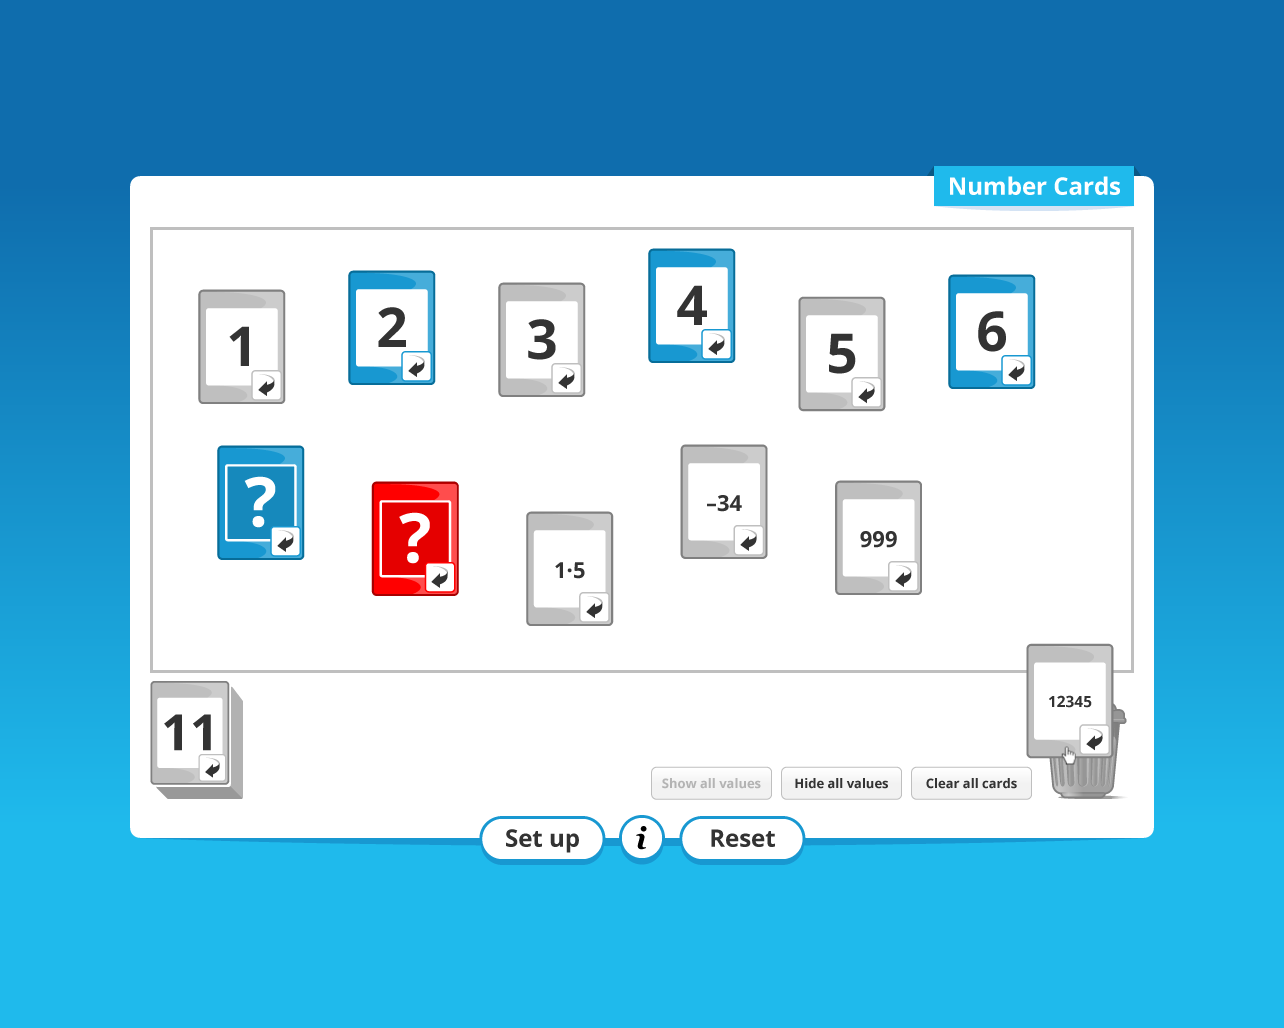 Number Cards
1
2
3
4
5
6
?
?
1·5
–34
999
11
12345
Show all values
Hide all values
Clear all cards
Set up
i
Reset